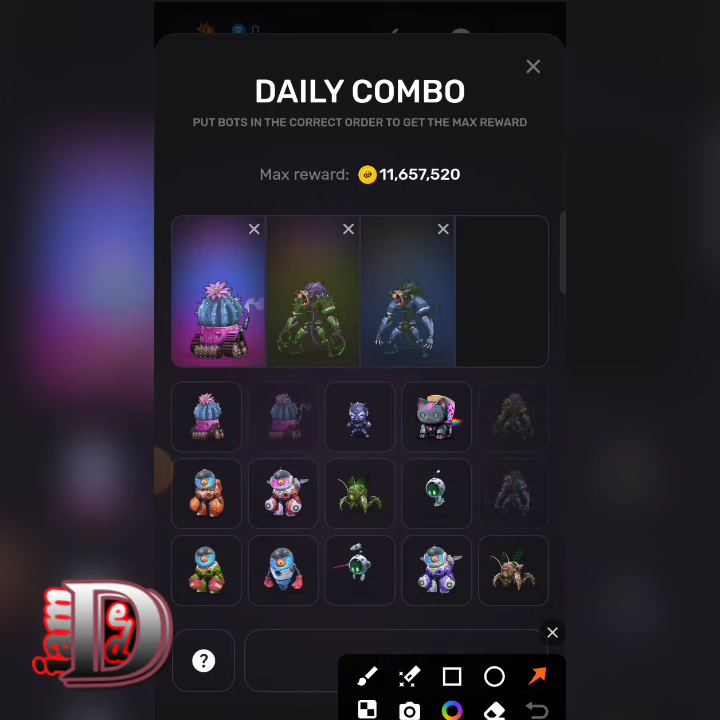 DAILY COMBO
PUT BOTS IN THE CORRECT ORDER TO GET THE MAX REWARD
Max reward: 11,657,520
?
iam
D
ed